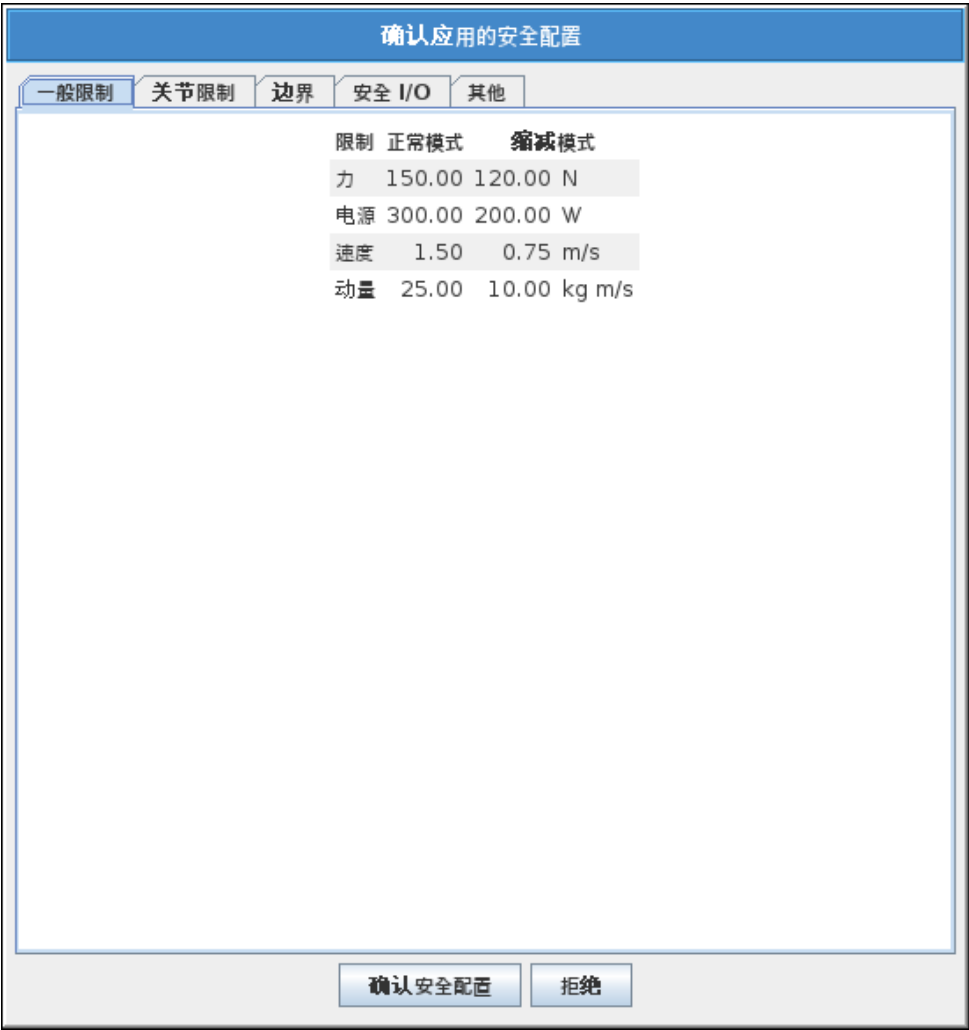 确认应用的安全配置
一般限制 关节限制 边界 安全 I/O 其他
限制 正常模式 缩减模式
力 150.00 120.00 N
电源 300.00 200.00 W
速度 1.50 0.75 m/s
动量 25.00 10.00 kg m/s
确认安全配置 拒绝